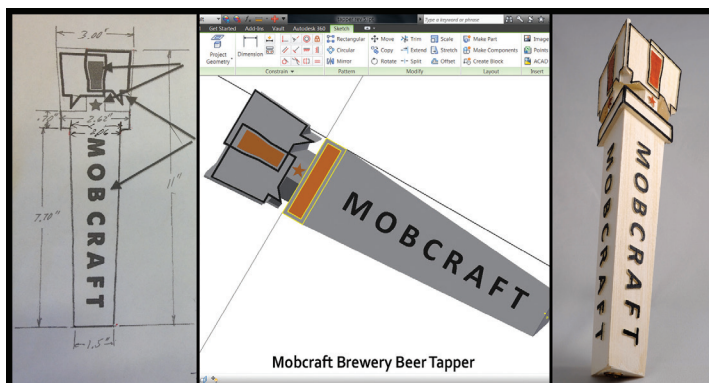 3.00"
2.62"
2.06
MOBCRAFT
7.70"
11"
1.5"
Type a keyword or phrase
Get Started Add-Ins Vault Autodesk 360 Sketch
Project Geometry
Dimension
Rectangular
Circular
Mirror
Move Trim Scale
Copy Extend Stretch
Rotate Split Offset
Make Part
Make Components
Create Block
Image
Points
ACAD
Constrain Pattern Modify Layout Insert
MOBCRAFT
Mobcraft Brewery Beer Tapper
MOBCRAFT
MOBCRAFT